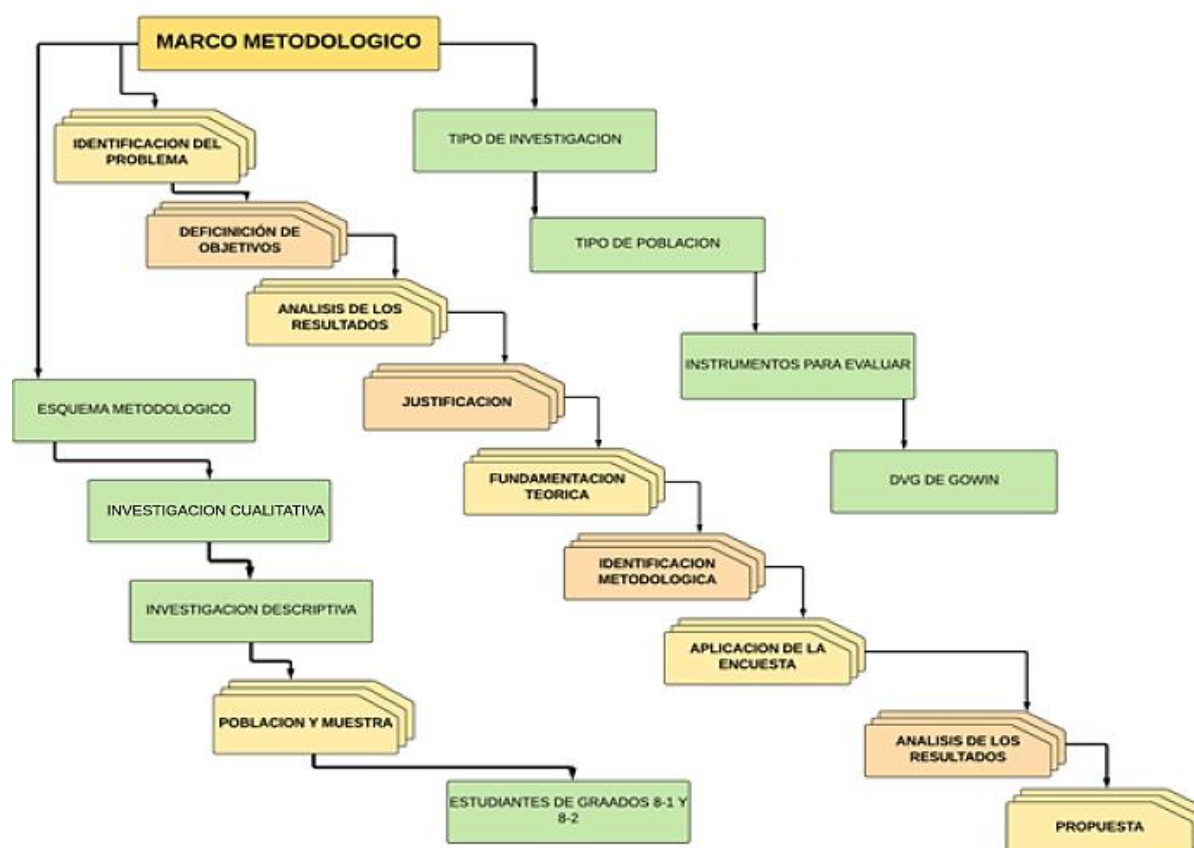 MARCO METODOLOGICO
IDENTIFICACION DEL
PROBLEMA
TIPO DE INVESTIGACION
DEFICINICIÓN DE
OBJETIVOS
TIPO DE POBLACION
ANALISIS DE LOS
RESULTADOS
INSTRUMENTOS PARA EVALUAR
JUSTIFICACION
ESQUEMA METODOLOGICO
FUNDAMENTACION
TEORICA
DVG DE GOWIN
INVESTIGACION CUALITATIVA
IDENTIFICACION
METODOLOGICA
INVESTIGACION DESCRIPTIVA
APLICACION DE LA
ENCUESTA
POBLACION Y MUESTRA
ANALISIS DE LOS
RESULTADOS
ESTUDIANTES DE GRAADOS 8-1 Y
8-2
PROPUESTA